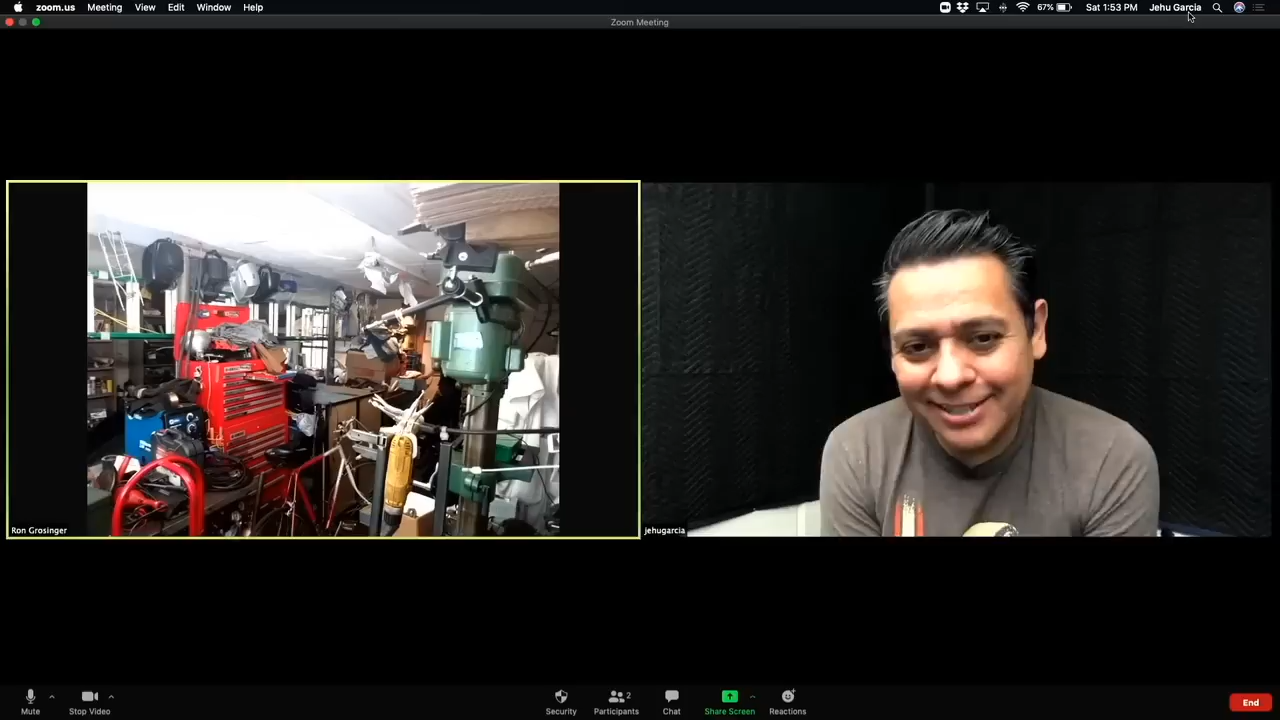 zoom.us Meeting View Edit Window Help 67% Sat 1:53 PM Jehu Garcia
Zoom Meeting
Ron Grosinger
jehugarcia
Mute
Stop Video
Security
2
Participants
Chat
Share Screen
Reactions
End